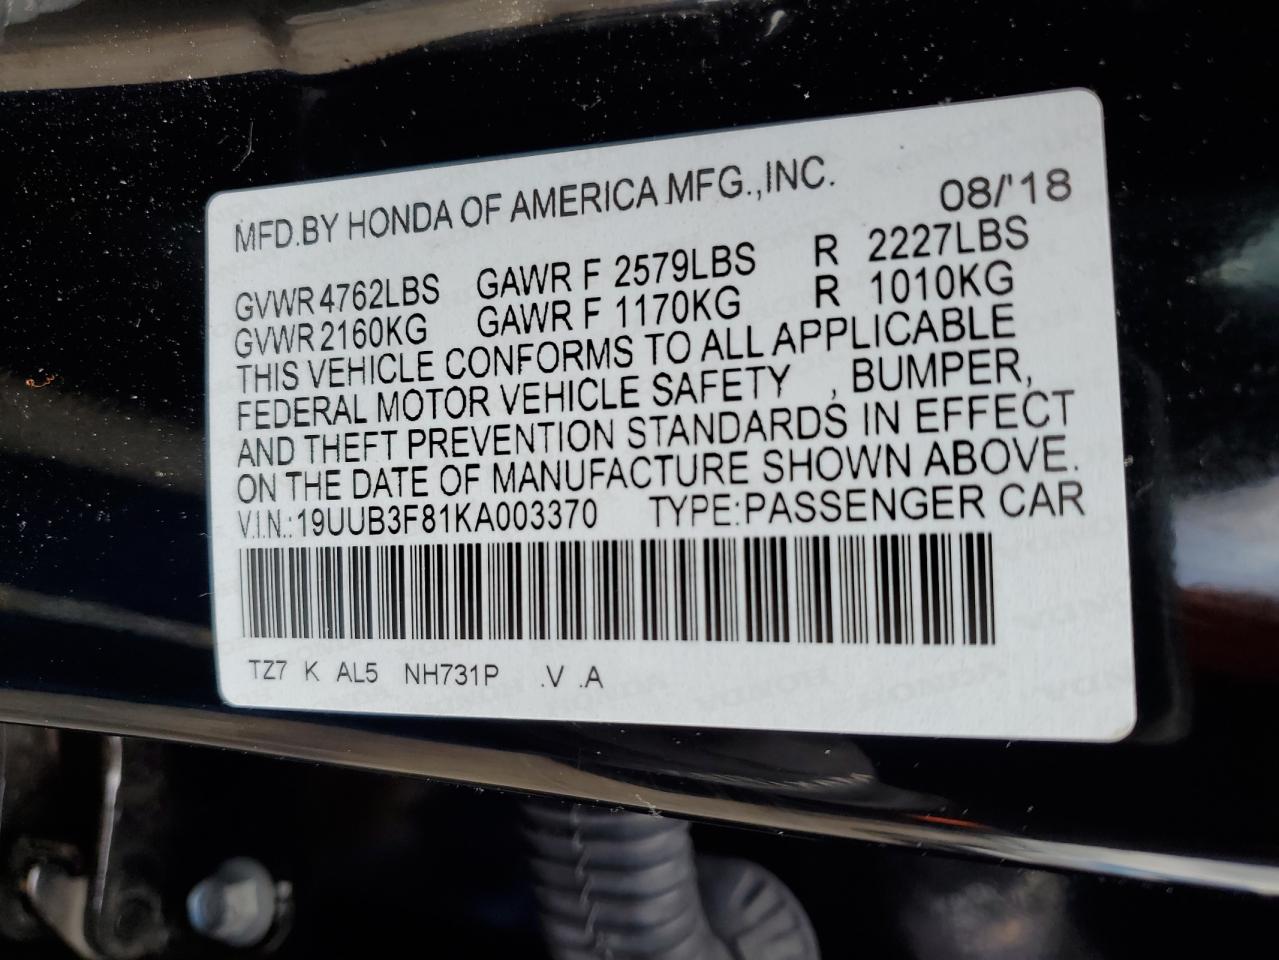 MFD.BY HONDA OF AMERICA MFG.,INC. 08/'18
GVWR 4762LBS GAWR F 2579LBS R 2227LBS
GVWR 2160KG GAWR F 1170KG R 1010KG
THIS VEHICLE CONFORMS TO ALL APPLICABLE
FEDERAL MOTOR VEHICLE SAFETY , BUMPER,
AND THEFT PREVENTION STANDARDS IN EFFECT
ON THE DATE OF MANUFACTURE SHOWN ABOVE.
V.I.N.:19UUB3F81KA003370 TYPE:PASSENGER CAR
TZ7 K AL5 NH731P .V .A